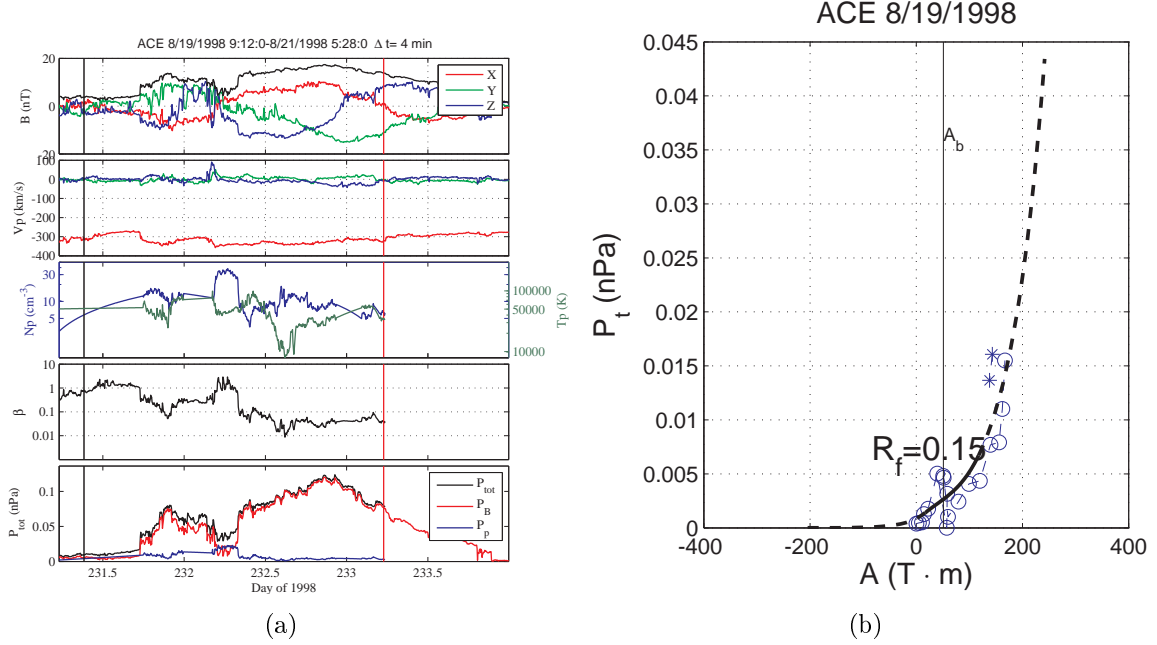 ACE 8/19/1998 9:12:0-8/21/1998 5:28:0 Δ t= 4 min
20
0
20
B (nT)
X
Y
Z
100
0
-100
-200
-300
-400
Vp (km/s)
30
10
5
Np (cm⁻³)
100000
50000
10000
Tp (K)
10
1
0.1
0.01
β
0.1
0.05
0
P_tot (nPa)
P_tot
P_B
P_p
231.5 232 232.5 233 233.5
Day of 1998
(a)
ACE 8/19/1998
0.045
0.04
0.035
0.03
0.045
0.02
0.015
0.01
0.005
0
P_t (nPa)
A_b
R_f=0.15
-400 -200 0 200 400
A (T · m)
(b)